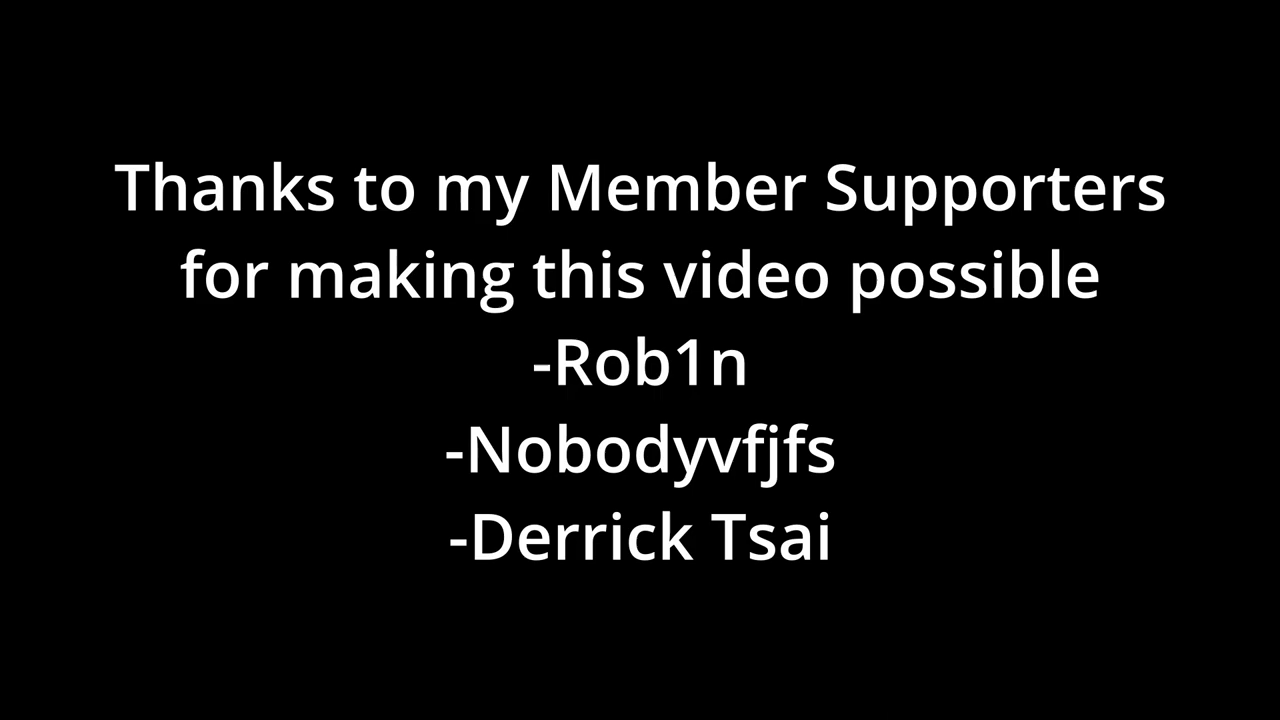 Thanks to my Member Supporters
for making this video possible
-Rob1n
-Nobodyvfjfs
-Derrick Tsai